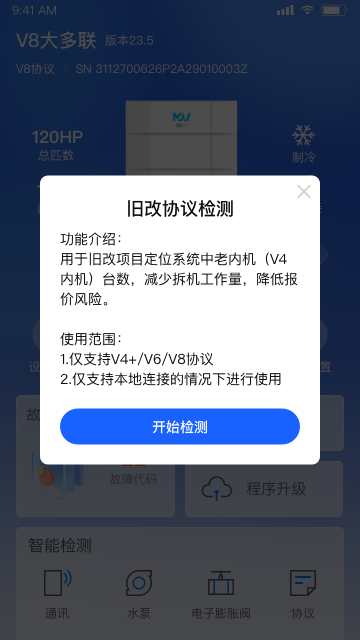 9:41 AM
V8大多联 版本23.5
V8协议 SN 3112700626P2A29010003Z
120HP
总匹数
制冷
旧改协议检测
功能介绍：
用于旧改项目定位系统中老内机（V4
内机）台数，减少拆机工作量，降低报
价风险。
使用范围：
1.仅支持V4+/V6/V8协议
2.仅支持本地连接的情况下进行使用
开始检测
设
置
故
故障代码
程序升级
智能检测
通讯 水泵 电子膨胀阀 协议